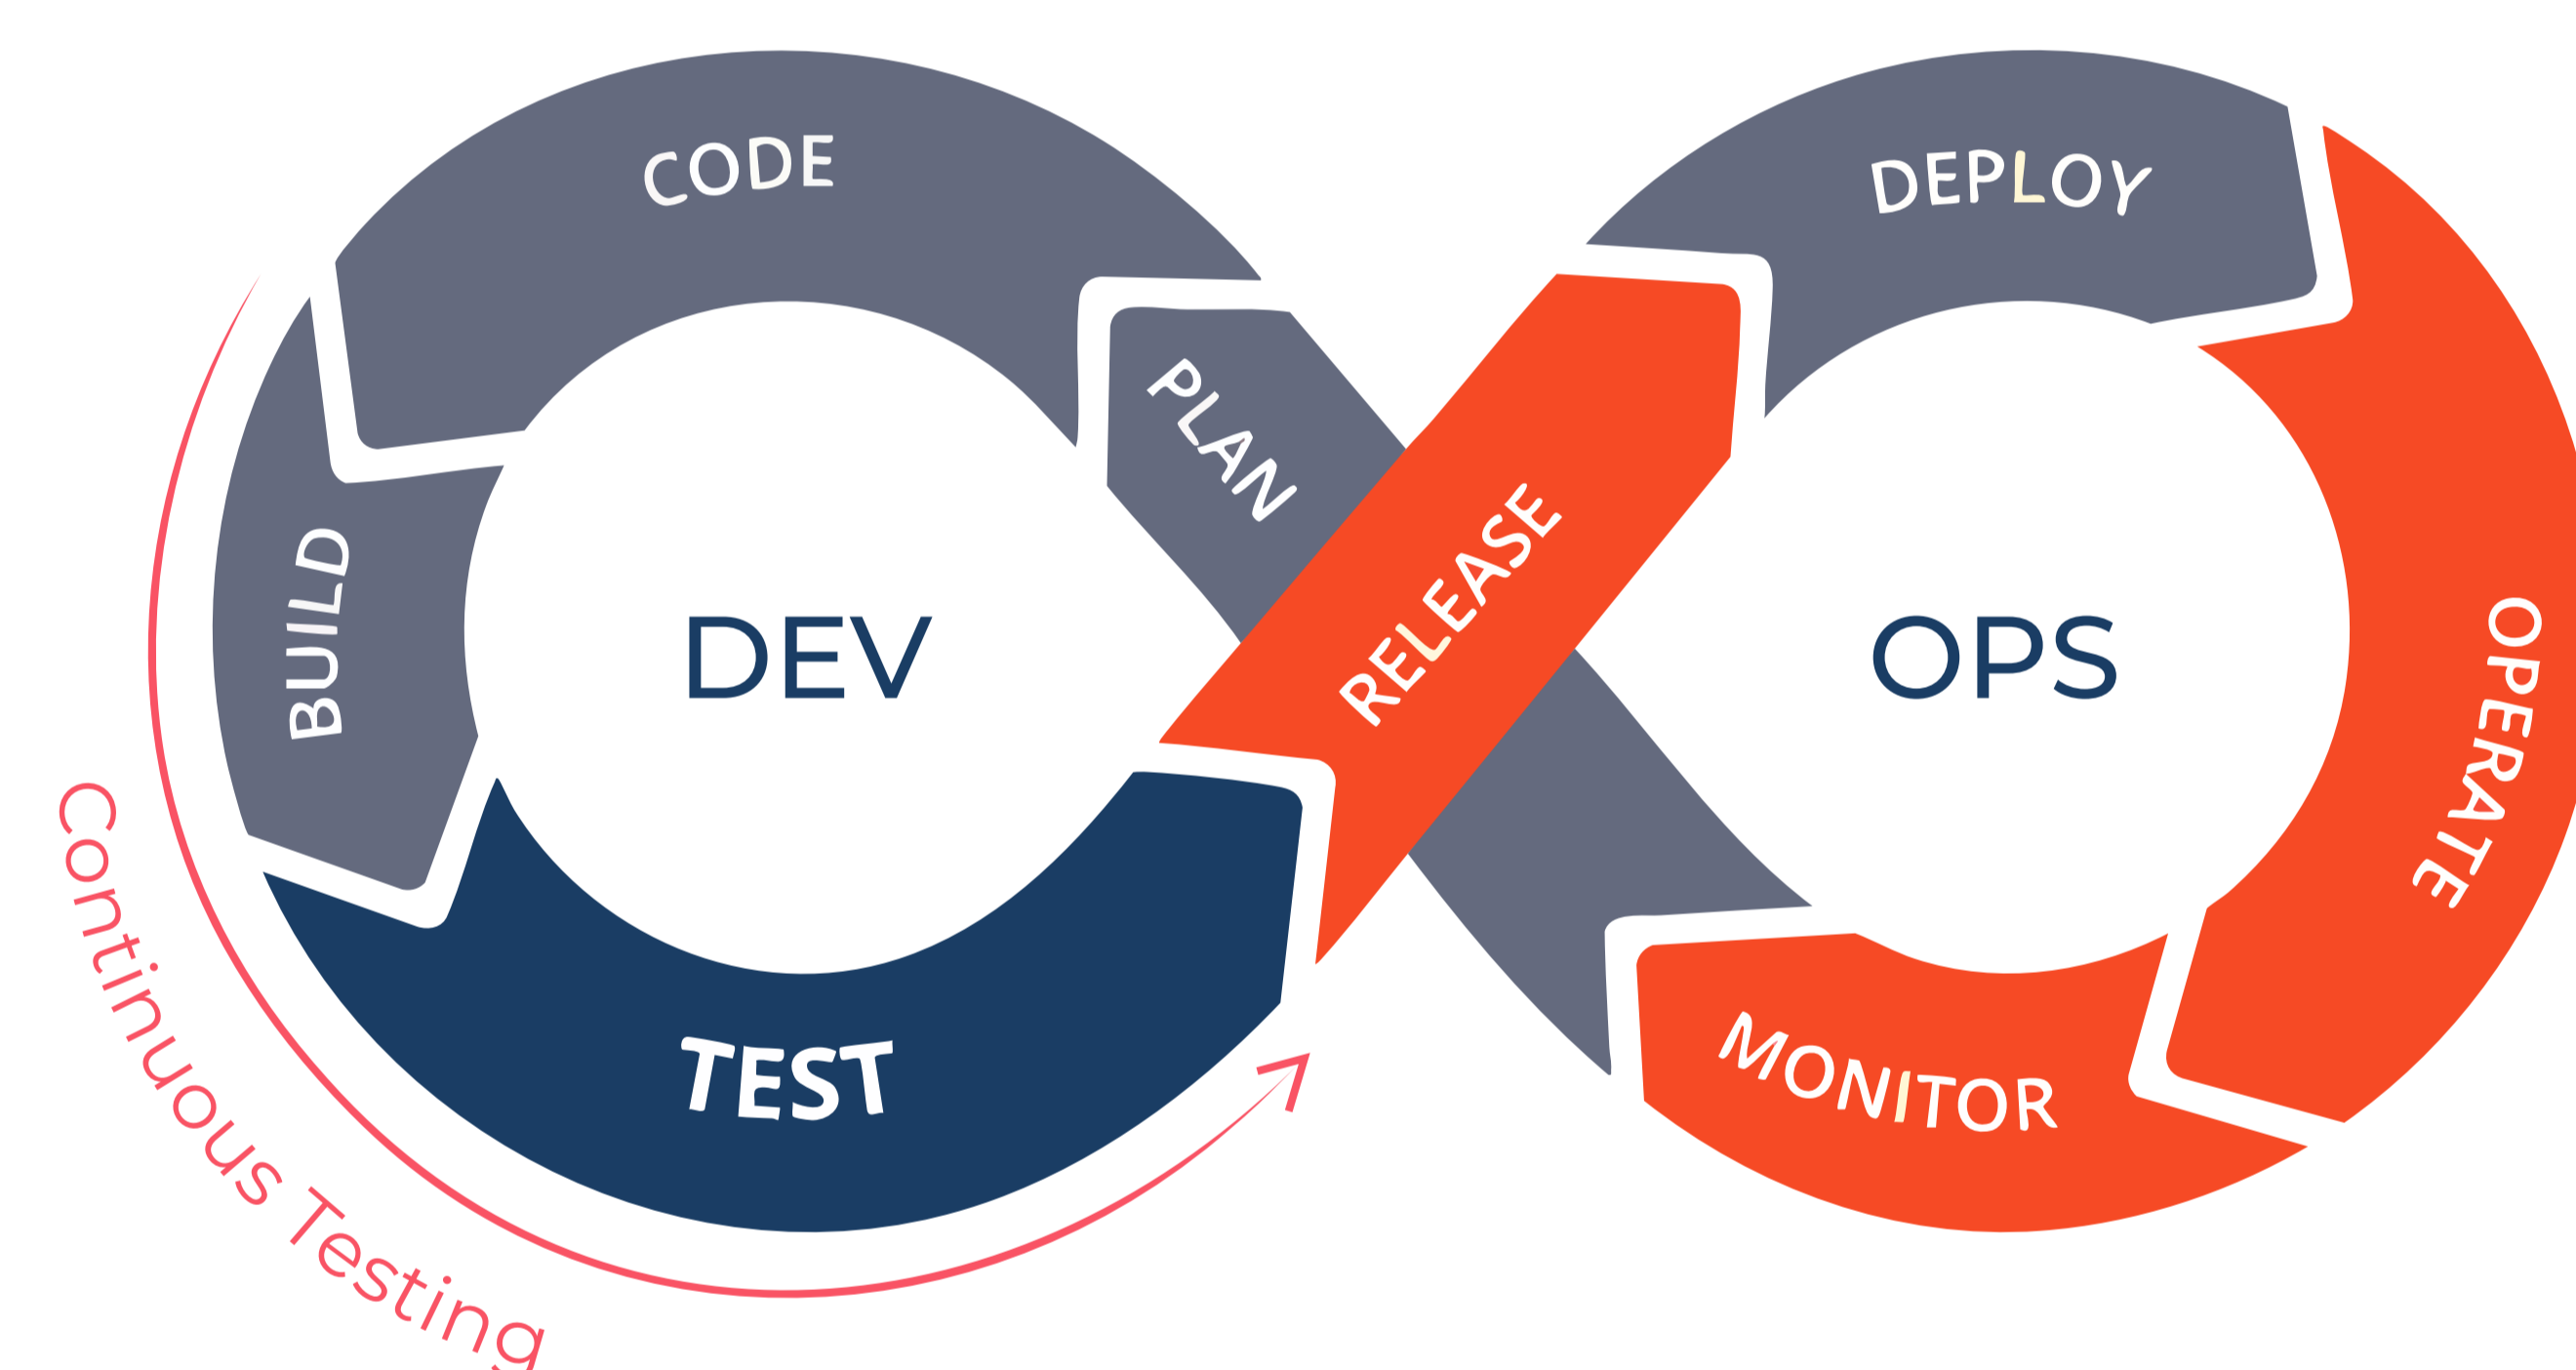 CODE
DEPLOY
PLAN
BUILD
DEV
RELEASE
OPS
OPERATE
TEST
MONITOR
Continuous Testing